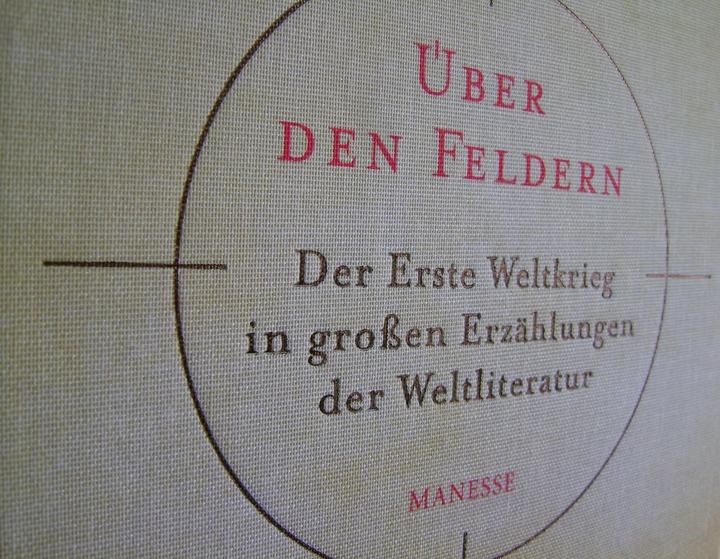 ÜBER
DEN FELDERN
Der Erste Weltkrieg
in großen Erzählungen
der Weltliteratur
MANESSE